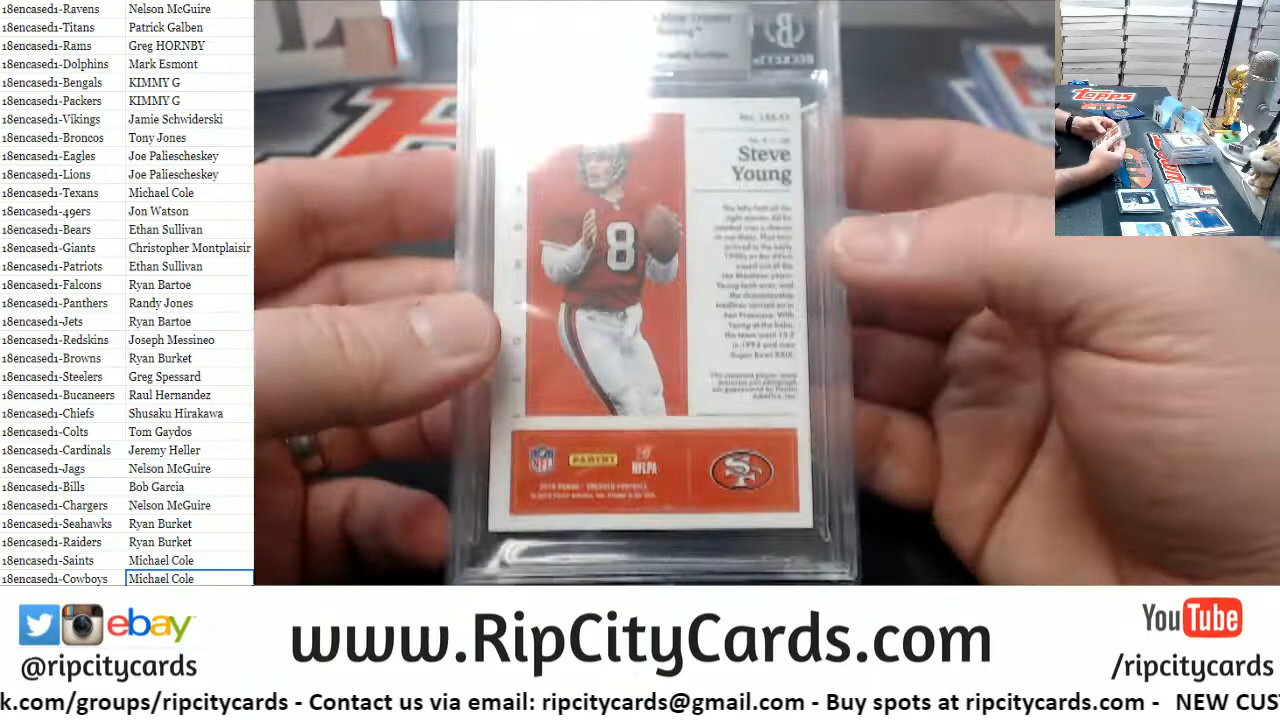 18encased1-Ravens Nelson McGuire
18encased1-Titans Patrick Galben
18encased1-Rams Greg HORNBY
18encased1-Dolphins Mark Esmont
18encased1-Bengals KIMMY G
18encased1-Packers KIMMY G
18encased1-Vikings Jamie Schwiderski
18encased1-Broncos Tony Jones
18encased1-Eagles Joe Paliescheskey
18encased1-Lions Joe Paliescheskey
18encased1-Texans Michael Cole
18encased1-49ers Jon Watson
18encased1-Bears Ethan Sullivan
18encased1-Giants Christopher Montplaisir
18encased1-Patriots Ethan Sullivan
18encased1-Falcons Ryan Bartoe
18encased1-Panthers Randy Jones
18encased1-Jets Ryan Bartoe
18encased1-Redskins Joseph Messineo
18encased1-Browns Ryan Burket
18encased1-Steelers Greg Spessard
18encased1-Bucaneers Raul Hernandez
18encased1-Chiefs Shusaku Hirakawa
18encased1-Colts Tom Gaydos
18encased1-Cardinals Jeremy Heller
18encased1-Jags Nelson McGuire
18encased1-Bills Bob Garcia
18encased1-Chargers Nelson McGuire
18encased1-Seahawks Ryan Burket
18encased1-Raiders Ryan Burket
18encased1-Saints Michael Cole
18encased1-Cowboys Michael Cole
BECKETT
Steve
Young
8
NFL
PANINI
NFLPA
SF
Topps
ebay
@ripcitycards
www.RipCityCards.com
YouTube
/ripcitycards
k.com/groups/ripcitycards - Contact us via email: ripcitycards@gmail.com - Buy spots at ripcitycards.com - NEW CUS